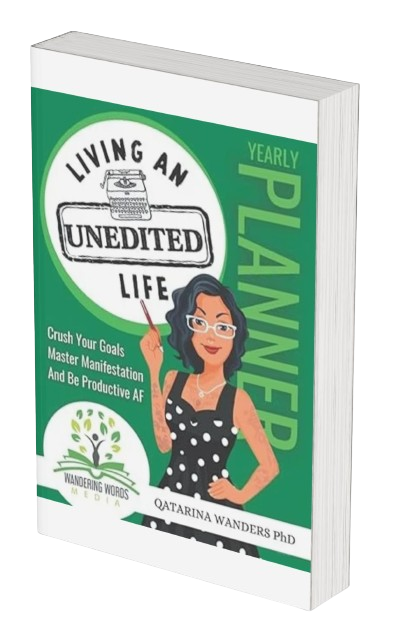 LIVING AN
UNEDITED
LIFE
YEARLY
PLANNER
Crush Your Goals
Master Manifestation
And Be Productive AF
WANDERING WORDS
MEDIA
QATARINA WANDERS PhD